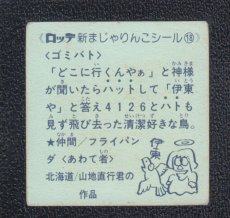 ロッテ 新まじゃりんこシール⑱
〈ゴミバト〉
「どこに行くんやぁ」と神様
が聞いたらハットして「伊東
や」と答え4126とハトも
見ず飛び去った清潔好きな鳥。
★仲間／フライパン
ダ〈あわて者〉
北海道／山地直行君の
作品
伊東